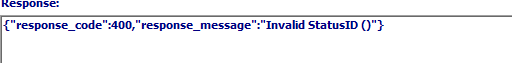 Response:
{"response_code":400,"response_message":"Invalid StatusID ()"}